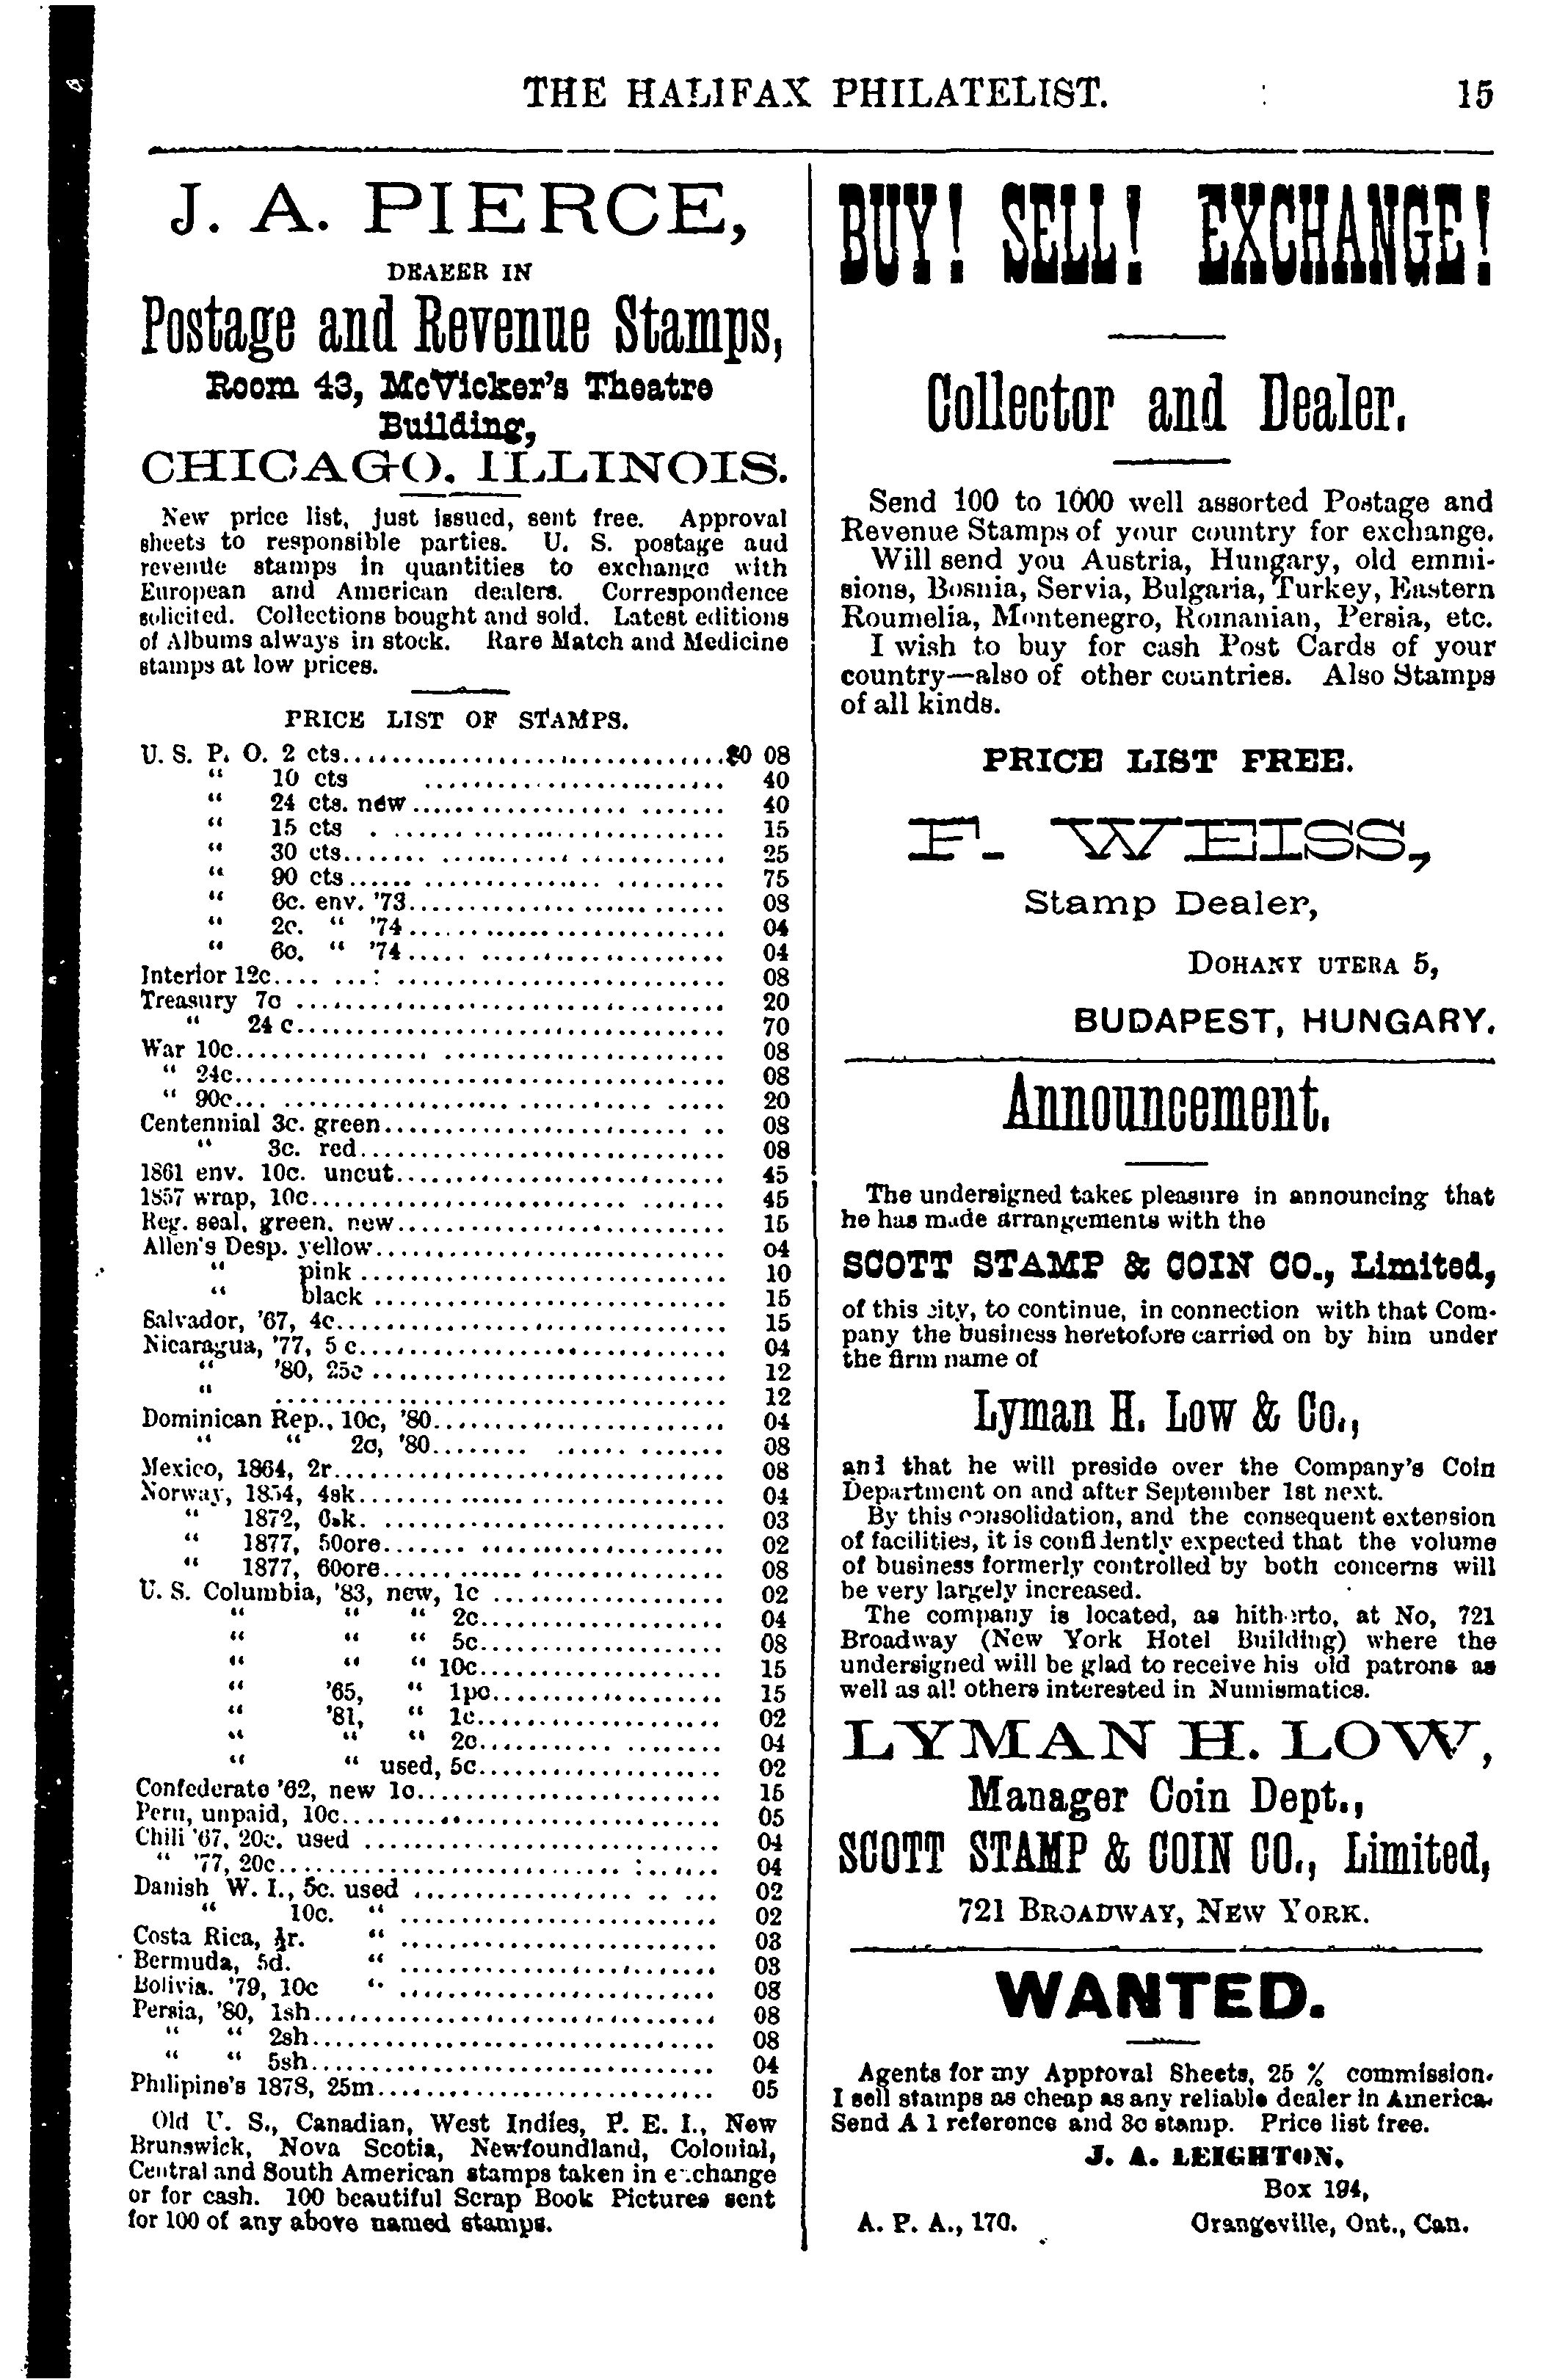 THE HALIFAX PHILATELIST. 15
J. A. PIERCE,
DEALER IN
Postage and Revenue Stamps,
Room 43, McVicker's Theatre
Building,
CHICAGO, ILLINOIS.
New price list, just issued, sent free. Approval
sheets to responsible parties. U. S. postage and
revenue stamps in quantities to exchange with
European and American dealers. Correspondence
solicited. Collections bought and sold. Latest editions
of Albums always in stock. Rare Match and Medicine
stamps at low prices.
PRICE LIST OF STAMPS.
U. S. P. O. 2 cts. $0 08
" 10 cts 40
" 24 cts. new 40
" 15 cts 15
" 30 cts 25
" 90 cts 75
" 6c. env. '73 08
" 2c. " '74 04
" 6c. " '74 04
Interior 12c 08
Treasury 7c 20
" 24 c 70
War 10c 08
" 24c 08
" 90c 20
Centennial 3c. green 08
" 3c. red 08
1861 env. 10c. uncut 45
1857 wrap, 10c 45
Reg. seal, green, new 15
Allen's Desp. yellow 04
" pink 10
" black 15
Salvador, '67, 4c 15
Nicaragua, '77, 5 c 04
" '80, 25c 12
" 12
Dominican Rep., 10c, '80 04
" " 2c, '80 08
Mexico, 1864, 2r 08
Norway, 1854, 4sk 04
" 1872, sk. 03
" 1877, 50ore 02
" 1877, 60ore 08
U. S. Columbia, '83, new, 1c 02
" " " 2c 04
" " " 5c 08
" " " 10c 15
" '65, " 1pc 15
" '81, " 1c 02
" " " 2c 04
" " used, 5c 02
Confederate '62, new 1c 15
Peru, unpaid, 10c 05
Chili '67, 20c. used 04
" '77, 20c 04
Danish W. I., 5c. used 02
" 10c. " 02
Costa Rica, ½r. " 03
Bermuda, 5d. " 03
Bolivia. '79, 10c " 08
Persia, '80, 1sh 08
" " 2sh 08
" " 5sh 04
Philipine's 1878, 25m 05
Old U. S., Canadian, West Indies, P. E. I., New
Brunswick, Nova Scotia, Newfoundland, Colonial,
Central and South American stamps taken in exchange
or for cash. 100 beautiful Scrap Book Pictures sent
for 100 of any above named stamps.
BUY! SELL! EXCHANGE!
Collector and Dealer.
Send 100 to 1000 well assorted Postage and
Revenue Stamps of your country for exchange.
Will send you Austria, Hungary, old emmi-
sions, Bosnia, Servia, Bulgaria, Turkey, Eastern
Roumelia, Montenegro, Romanian, Persia, etc.
I wish to buy for cash Post Cards of your
country—also of other countries. Also Stamps
of all kinds.
PRICE LIST FREE.
F. WEISS,
Stamp Dealer,
DOHANY UTERA 5,
BUDAPEST, HUNGARY.
Announcement.
The undersigned takes pleasure in announcing that
he has made arrangements with the
SCOTT STAMP & COIN CO., Limited,
of this city, to continue, in connection with that Com-
pany the business heretofore carried on by him under
the firm name of
Lyman H. Low & Co.,
and that he will preside over the Company's Coin
Department on and after September 1st next.
By this consolidation, and the consequent extension
of facilities, it is confidently expected that the volume
of business formerly controlled by both concerns will
be very largely increased.
The company is located, as hitherto, at No, 721
Broadway (New York Hotel Building) where the
undersigned will be glad to receive his old patrons as
well as all others interested in Numismatics.
LYMAN H. LOW,
Manager Coin Dept.,
SCOTT STAMP & COIN CO., Limited,
721 BROADWAY, NEW YORK.
WANTED.
Agents for my Approval Sheets, 25 % commission.
I sell stamps as cheap as any reliable dealer in America.
Send A 1 reference and 3c stamp. Price list free.
J. A. LEIGHTON,
Box 194,
A. P. A., 170. Orangeville, Ont., Can.